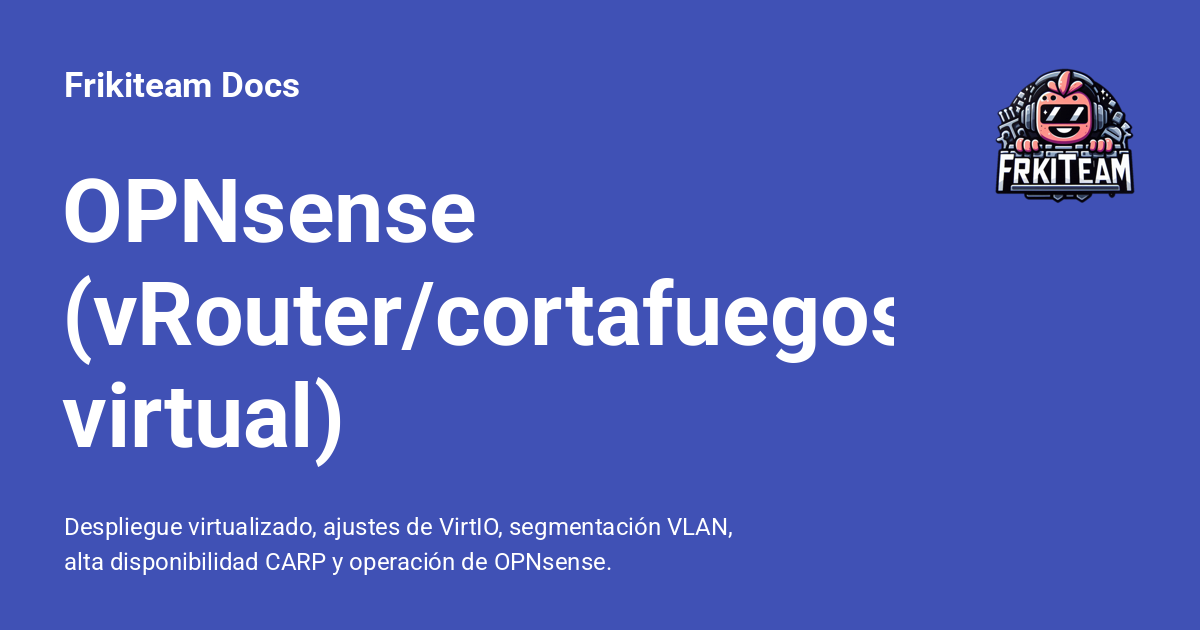 Frikiteam Docs
FRKITEAM
OPNsense
(vRouter/cortafuegos
virtual)
Despliegue virtualizado, ajustes de VirtIO, segmentación VLAN,
alta disponibilidad CARP y operación de OPNsense.